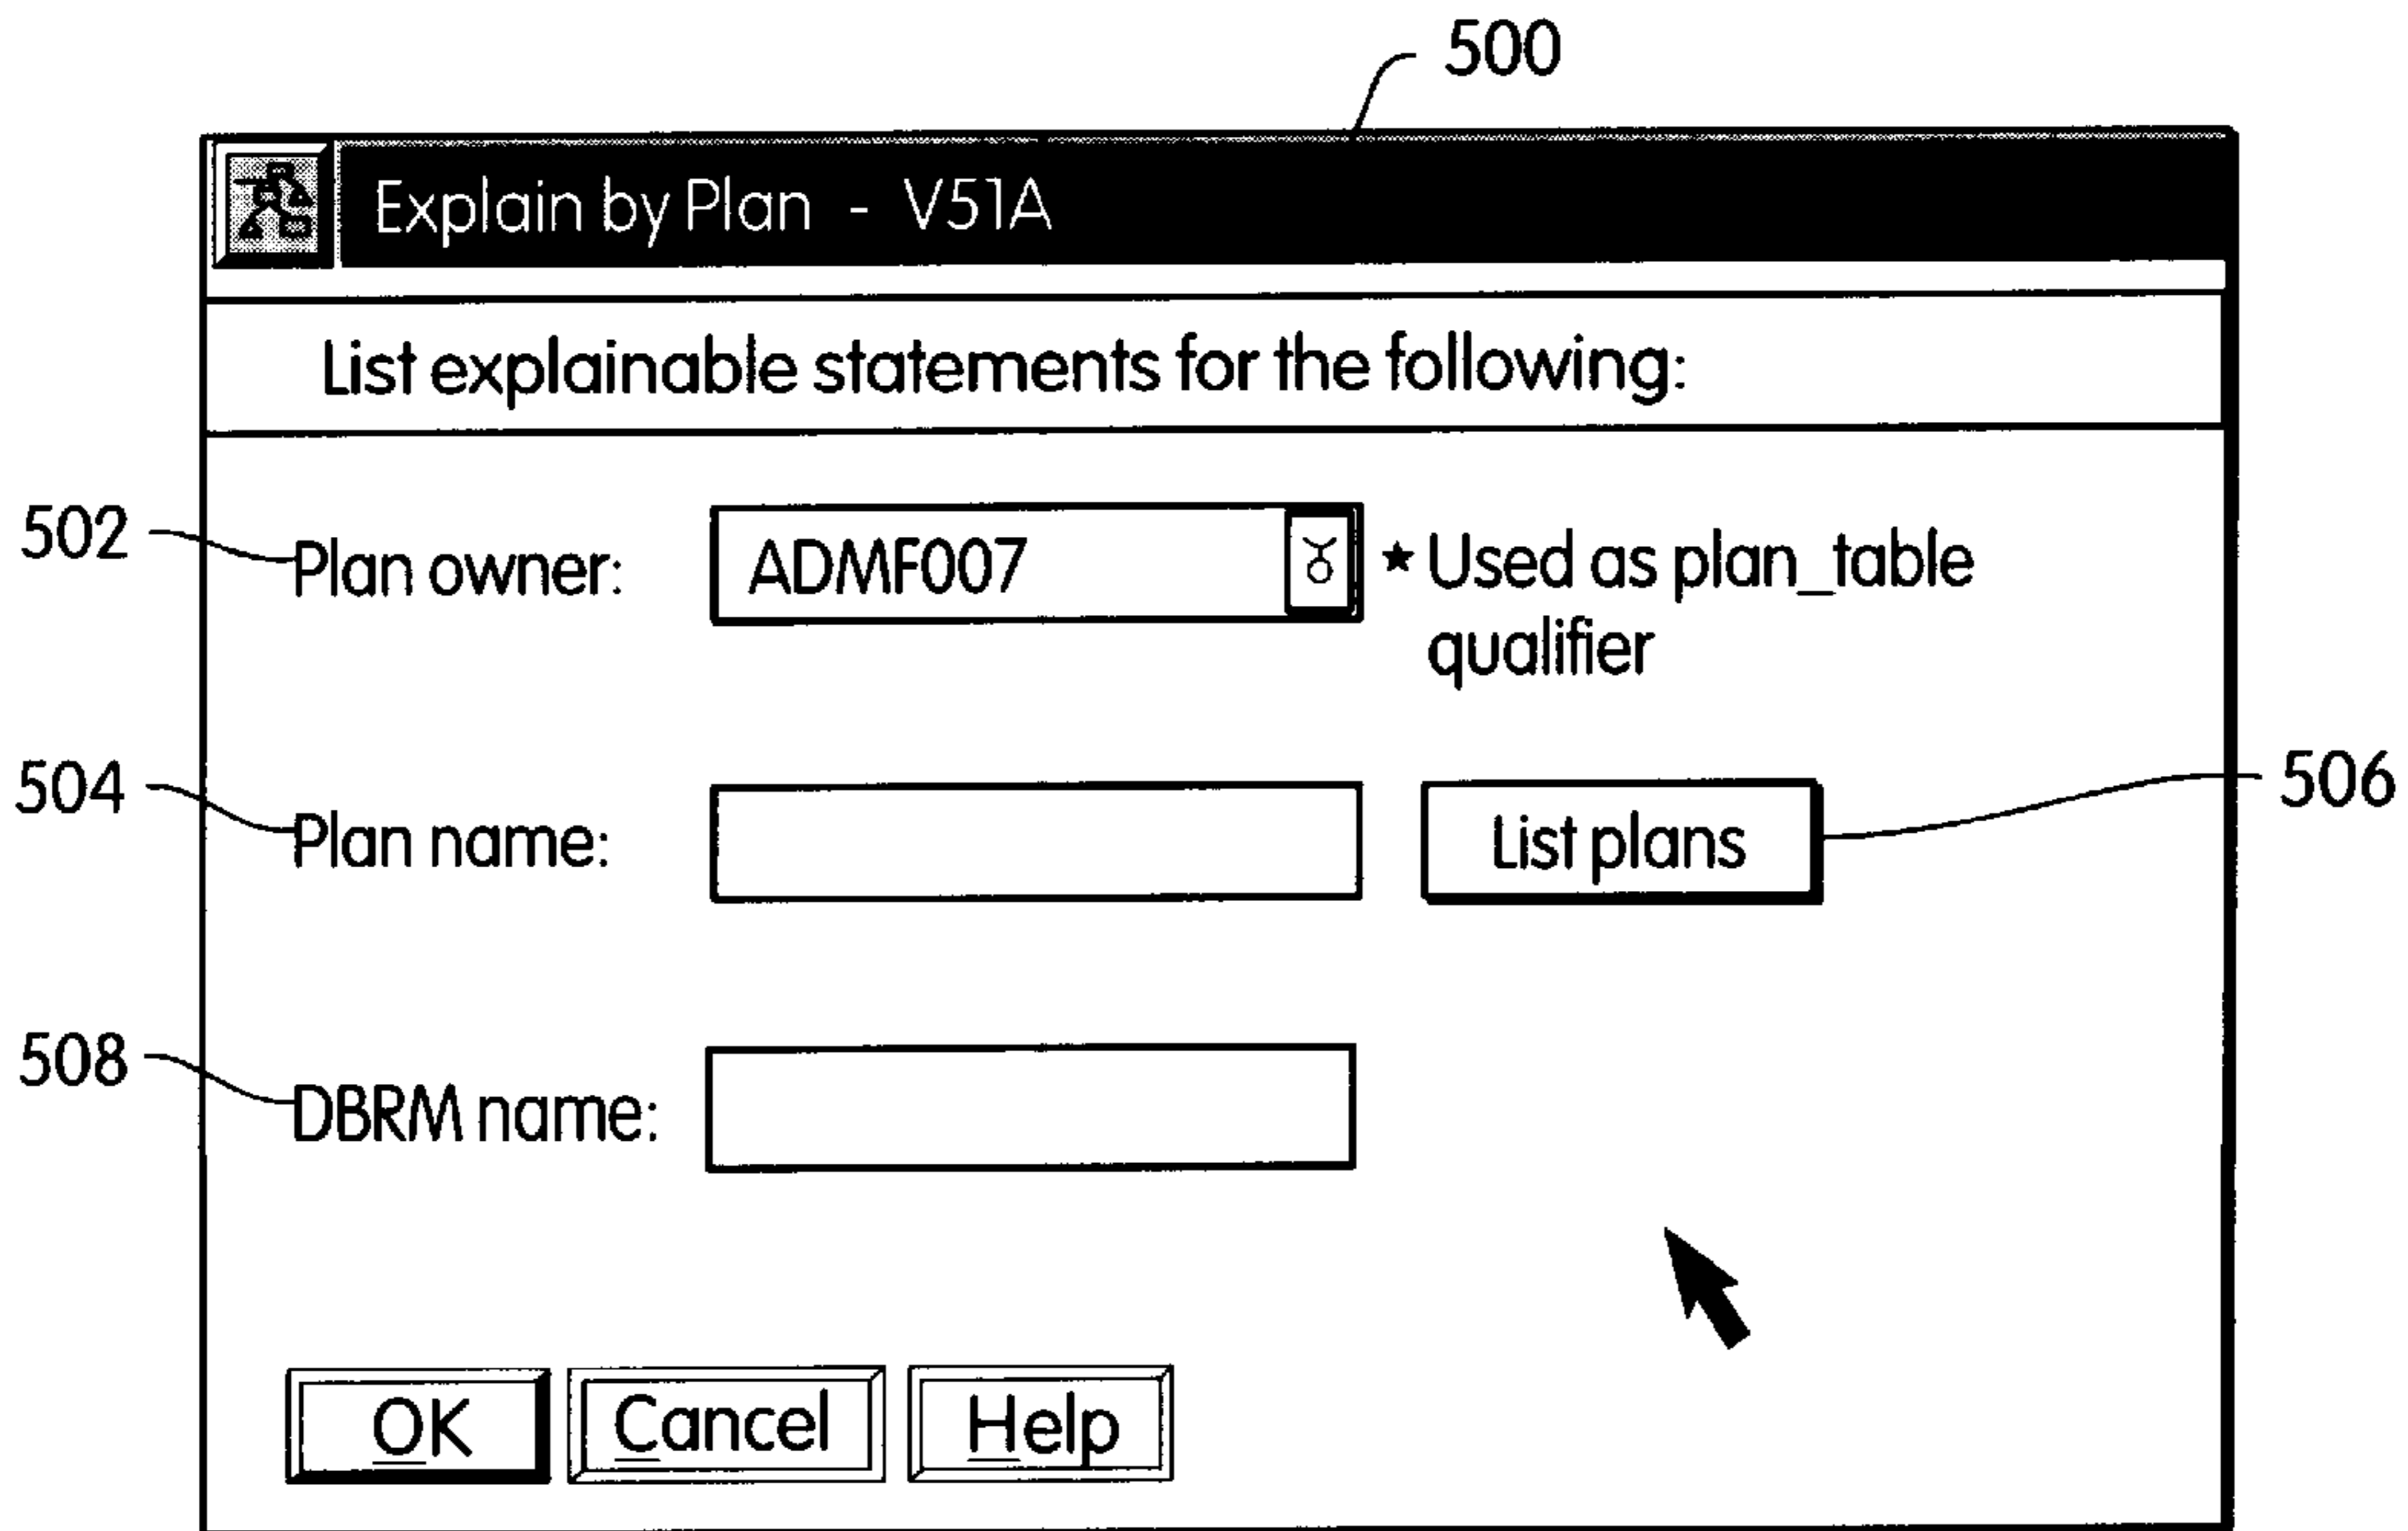 500
Explain by Plan - V51A
List explainable statements for the following:
502
Plan owner:
ADMF007
★ Used as plan_table
qualifier
504
Plan name:
List plans
506
508
DBRM name:
OK
Cancel
Help